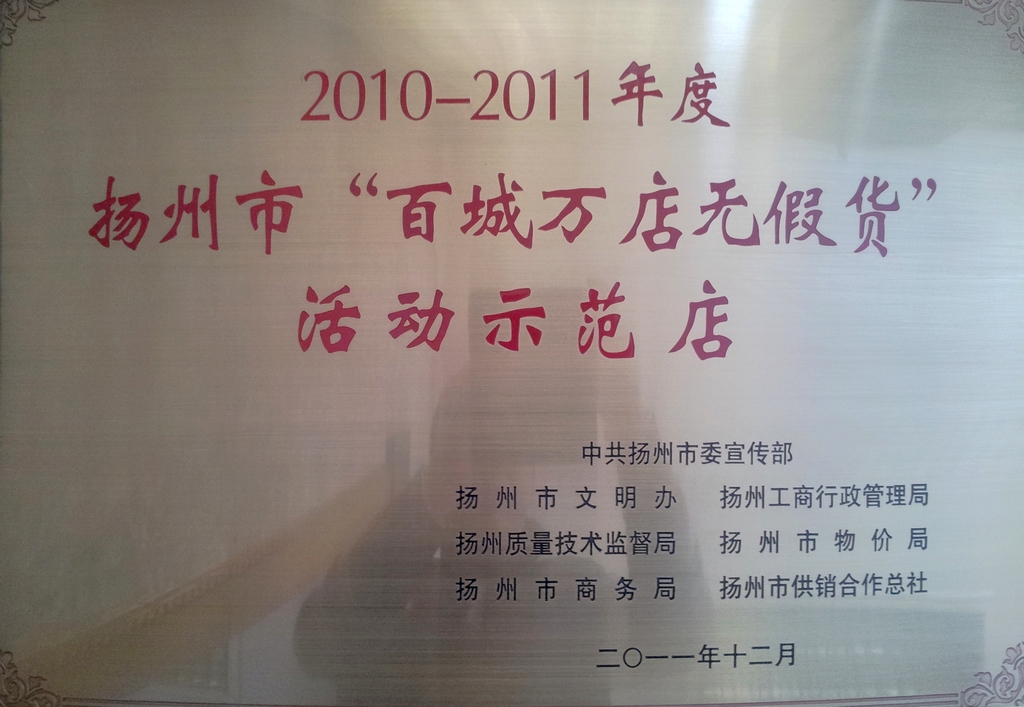 2010-2011年度
扬州市“百城万店无假货”
活动示范店
中共扬州市委宣传部
扬州市文明办 扬州工商行政管理局
扬州质量技术监督局 扬州市物价局
扬州市商务局 扬州市供销合作总社
二〇一一年十二月